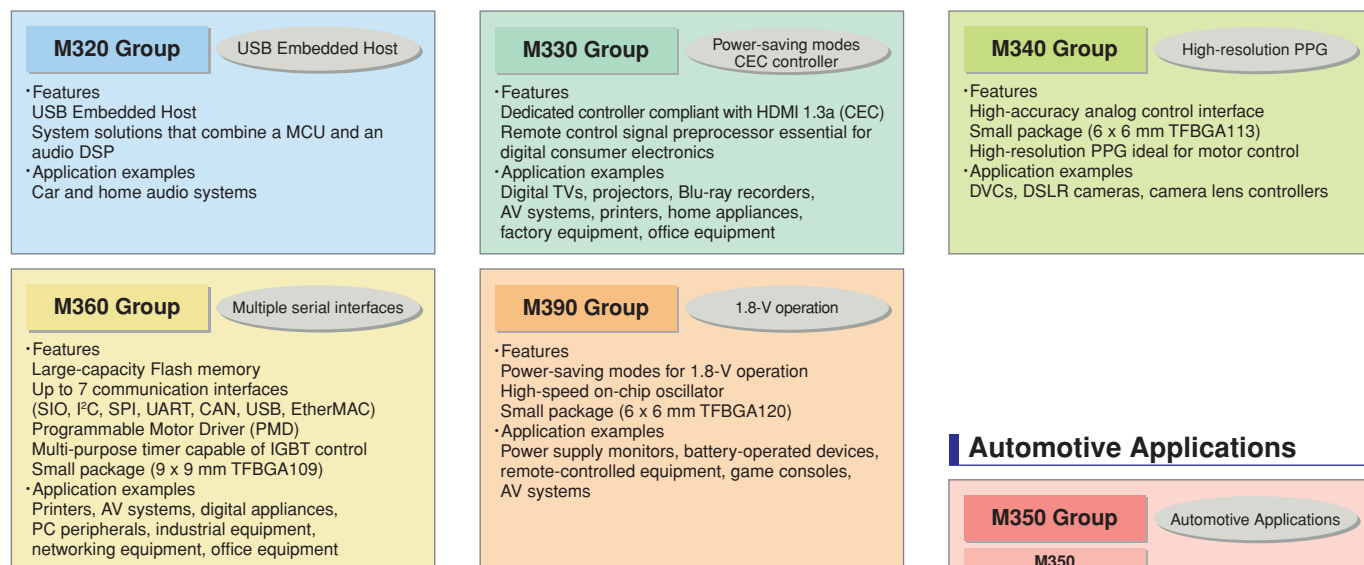 M320 Group
USB Embedded Host
・Features
USB Embedded Host
System solutions that combine a MCU and an
audio DSP
・Application examples
Car and home audio systems
M330 Group
Power-saving modes
CEC controller
・Features
Dedicated controller compliant with HDMI 1.3a (CEC)
Remote control signal preprocessor essential for
digital consumer electronics
・Application examples
Digital TVs, projectors, Blu-ray recorders,
AV systems, printers, home appliances,
factory equipment, office equipment
M340 Group
High-resolution PPG
・Features
High-accuracy analog control interface
Small package (6 x 6 mm TFBGA113)
High-resolution PPG ideal for motor control
・Application examples
DVCs, DSLR cameras, camera lens controllers
M360 Group
Multiple serial interfaces
・Features
Large-capacity Flash memory
Up to 7 communication interfaces
(SIO, I²C, SPI, UART, CAN, USB, EtherMAC)
Programmable Motor Driver (PMD)
Multi-purpose timer capable of IGBT control
Small package (9 x 9 mm TFBGA109)
・Application examples
Printers, AV systems, digital appliances,
PC peripherals, industrial equipment,
networking equipment, office equipment
M390 Group
1.8-V operation
・Features
Power-saving modes for 1.8-V operation
High-speed on-chip oscillator
Small package (6 x 6 mm TFBGA120)
・Application examples
Power supply monitors, battery-operated devices,
remote-controlled equipment, game consoles,
AV systems
Automotive Applications
M350 Group
Automotive Applications
M350